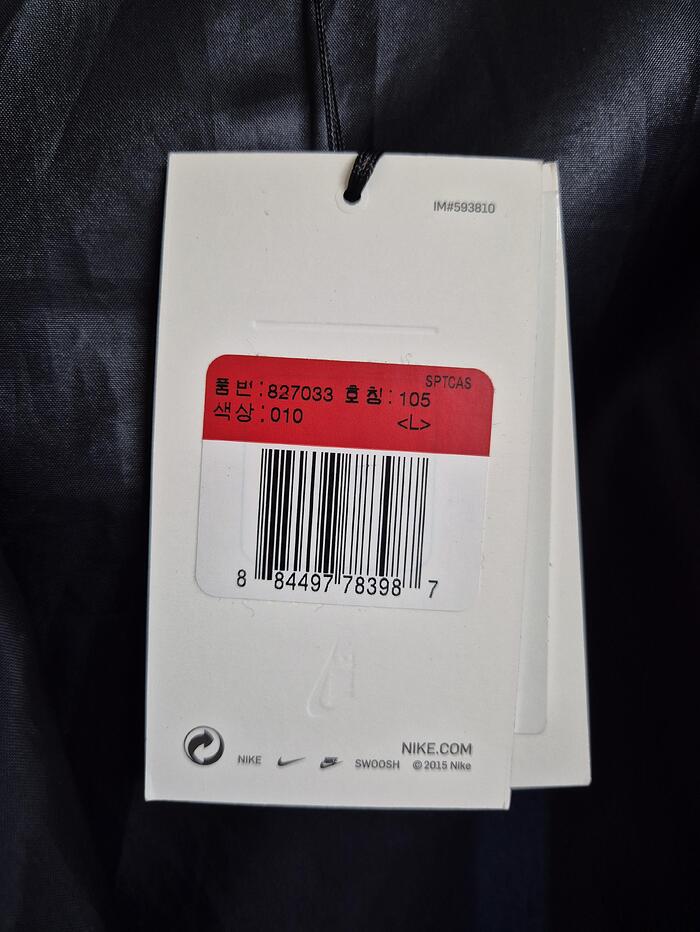 IM#593810
SPTCAS
품번:827033 호칭:105
색상:010 <L>
8 84497 78398 7
NIKE.COM
NIKE SWOOSH ©2015 Nike